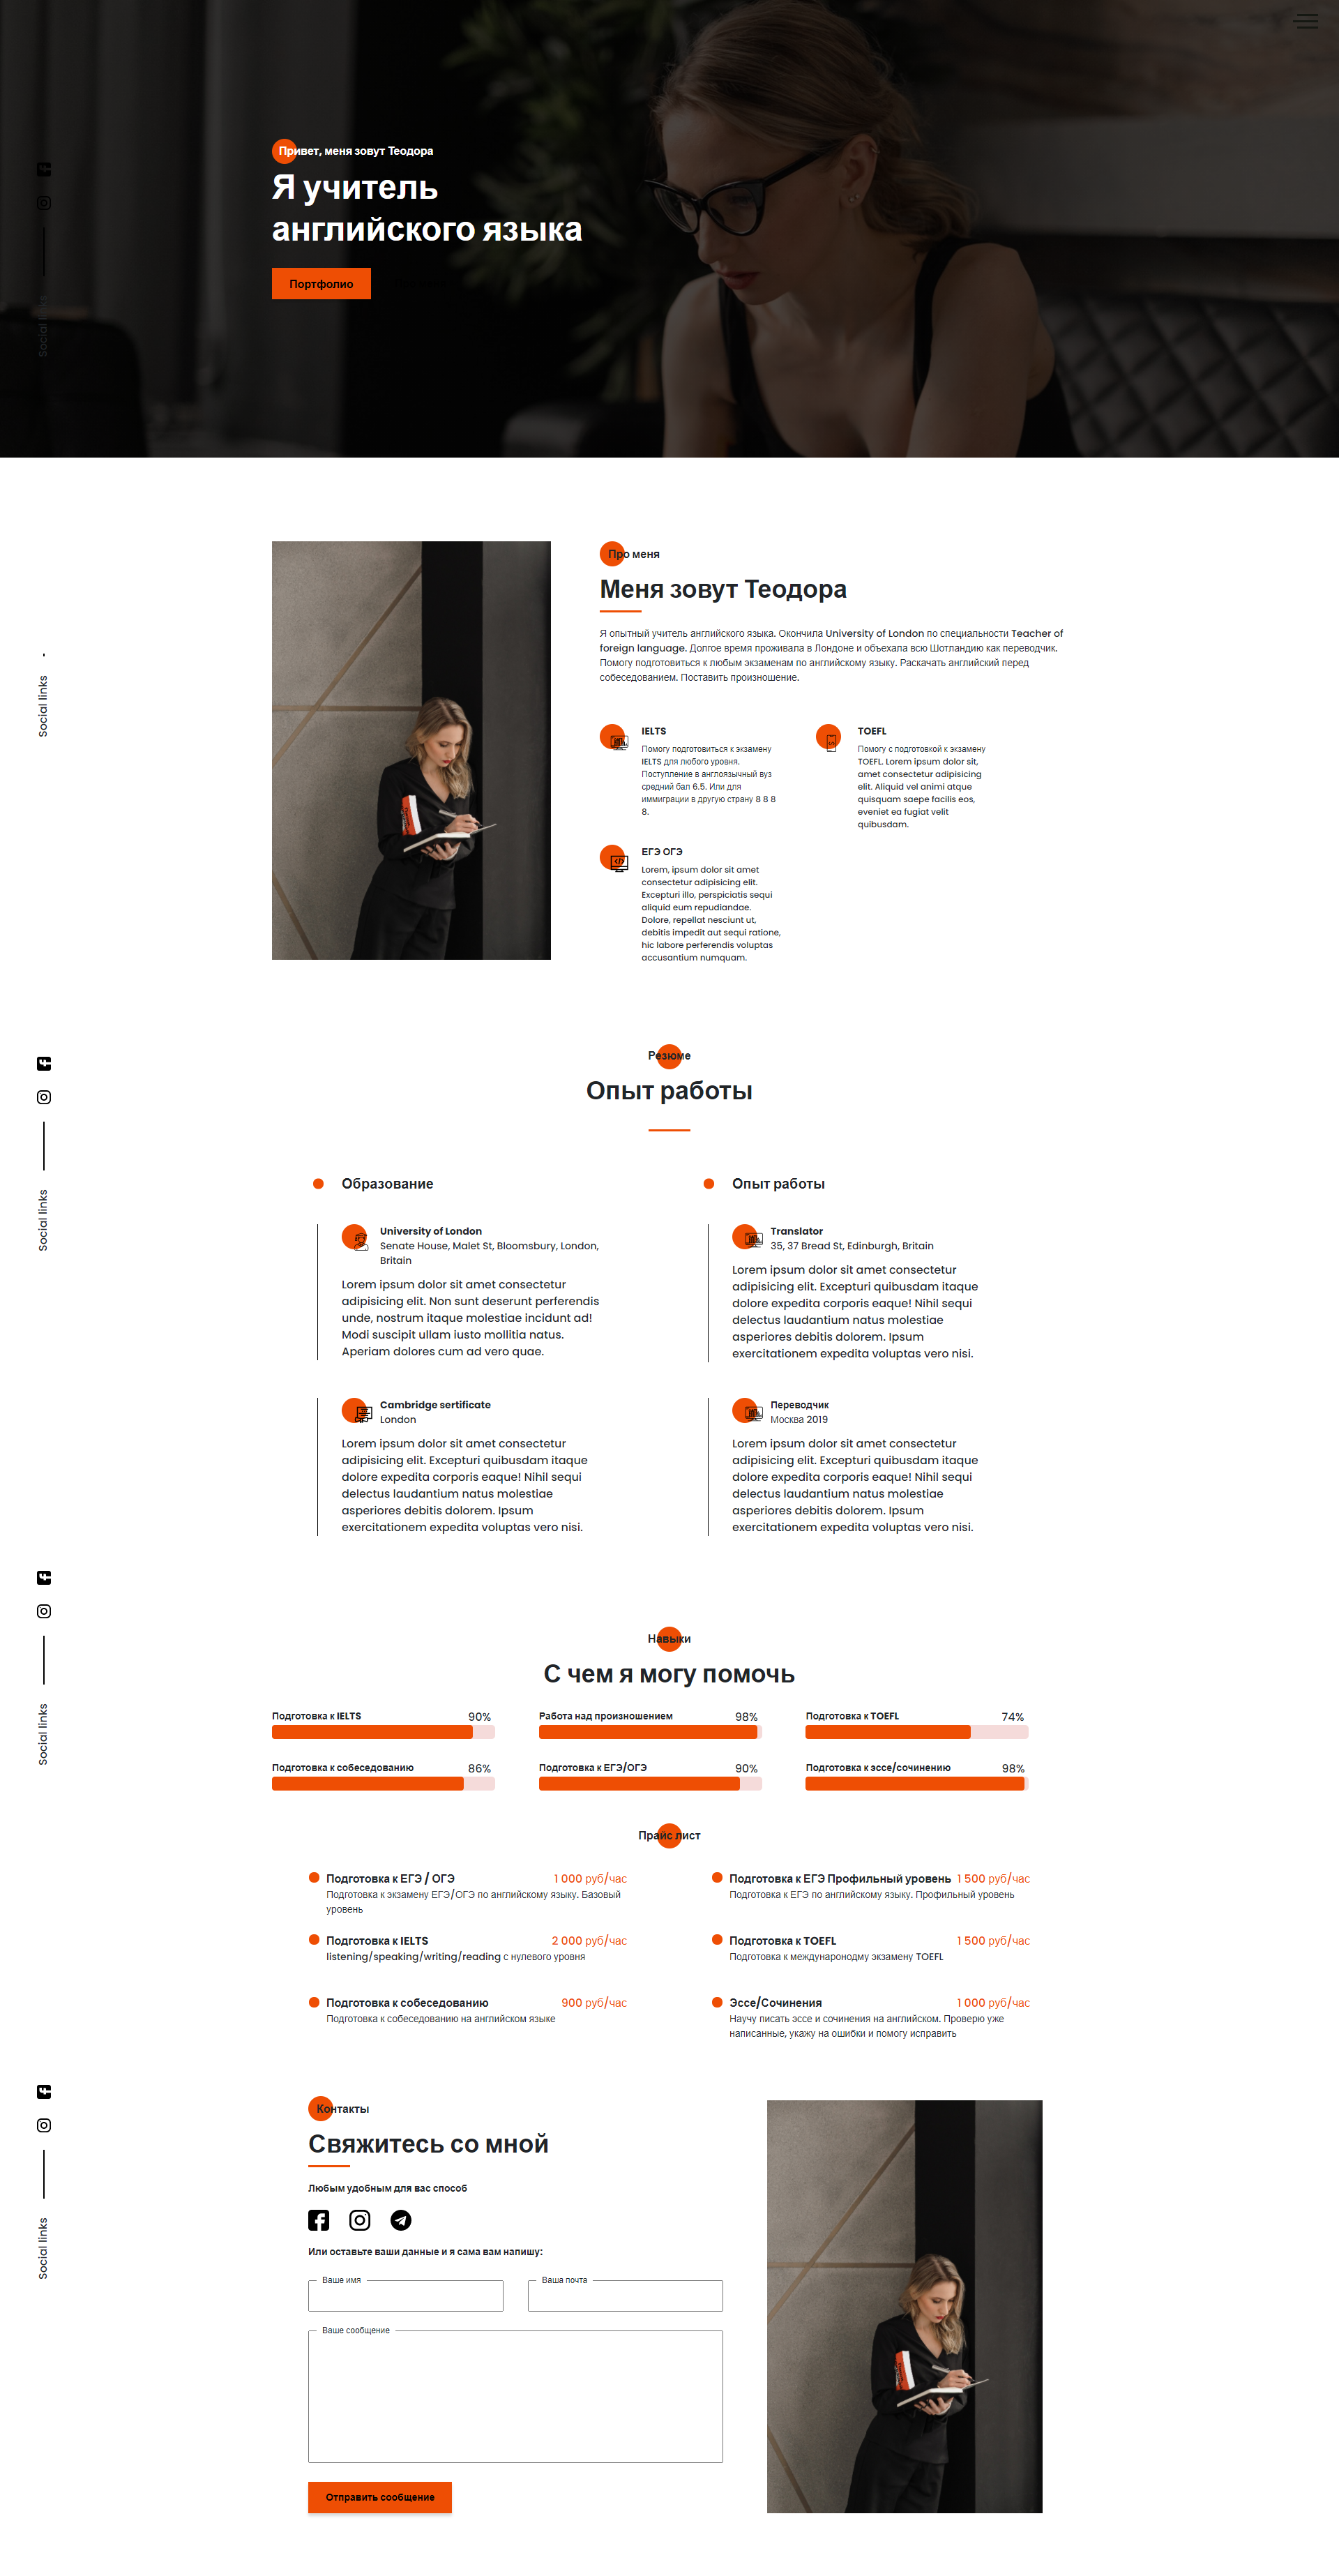 Привет, меня зовут Теодора
Я учитель
английского языка
Портфолио
Social links
Про меня
Меня зовут Теодора
Я опытный учитель английского языка. Окончила University of London по специальности Teacher of
foreign language. Долгое время проживала в Лондоне и объехала всю Шотландию как переводчик.
Помогу подготовиться к любым экзаменам по английскому языку. Раскачать английский перед
собеседованием. Поставить произношение.
Social links
IELTS
Помогу подготовиться к экзамену
IELTS для любого уровня.
Поступление в англоязычный вуз
средний бал 6.5. Или для
иммиграции в другую страну 8 8 8
8.
TOEFL
Помогу с подготовкой к экзамену
TOEFL. Lorem ipsum dolor sit,
amet consectetur adipisicing
elit. Aliquid vel animi atque
quisquam saepe facilis eos,
eveniet ea fugiat velit
quibusdam.
ЕГЭ ОГЭ
Lorem, ipsum dolor sit amet
consectetur adipisicing elit.
Excepturi illo, perspiciatis sequi
aliquid eum repudiandae.
Dolore, repellat nesciunt ut,
debitis impedit aut sequi ratione,
hic labore perferendis voluptas
accusantium numquam.
Резюме
Опыт работы
Social links
Образование
University of London
Senate House, Malet St, Bloomsbury, London,
Britain
Lorem ipsum dolor sit amet consectetur
adipisicing elit. Non sunt deserunt perferendis
unde, nostrum itaque molestiae incidunt ad!
Modi suscipit ullam iusto mollitia natus.
Aperiam dolores cum ad vero quae.
Cambridge sertificate
London
Lorem ipsum dolor sit amet consectetur
adipisicing elit. Excepturi quibusdam itaque
dolore expedita corporis eaque! Nihil sequi
delectus laudantium natus molestiae
asperiores debitis dolorem. Ipsum
exercitationem expedita voluptas vero nisi.
Опыт работы
Translator
35, 37 Bread St, Edinburgh, Britain
Lorem ipsum dolor sit amet consectetur
adipisicing elit. Excepturi quibusdam itaque
dolore expedita corporis eaque! Nihil sequi
delectus laudantium natus molestiae
asperiores debitis dolorem. Ipsum
exercitationem expedita voluptas vero nisi.
Переводчик
Москва 2019
Lorem ipsum dolor sit amet consectetur
adipisicing elit. Excepturi quibusdam itaque
dolore expedita corporis eaque! Nihil sequi
delectus laudantium natus molestiae
asperiores debitis dolorem. Ipsum
exercitationem expedita voluptas vero nisi.
Навыки
С чем я могу помочь
Social links
Подготовка к IELTS 90%
Работа над произношением 98%
Подготовка к TOEFL 74%
Подготовка к собеседованию 86%
Подготовка к ЕГЭ/ОГЭ 90%
Подготовка к эссе/сочинению 98%
Прайс лист
Подготовка к ЕГЭ / ОГЭ 1 000 руб/час
Подготовка к экзамену ЕГЭ/ОГЭ по английскому языку. Базовый
уровень
Подготовка к ЕГЭ Профильный уровень 1 500 руб/час
Подготовка к ЕГЭ по английскому языку. Профильный уровень
Подготовка к IELTS 2 000 руб/час
listening/speaking/writing/reading с нулевого уровня
Подготовка к TOEFL 1 500 руб/час
Подготовка к междунаронодму экзамену TOEFL
Подготовка к собеседованию 900 руб/час
Подготовка к собеседованию на английском языке
Эссе/Сочинения 1 000 руб/час
Научу писать эссе и сочинения на английском. Проверю уже
написанные, укажу на ошибки и помогу исправить
Контакты
Свяжитесь со мной
Любым удобным для вас способ
Или оставьте ваши данные и я сама вам напишу:
Social links
Ваше имя
Ваша почта
Ваше сообщение
Отправить сообщение